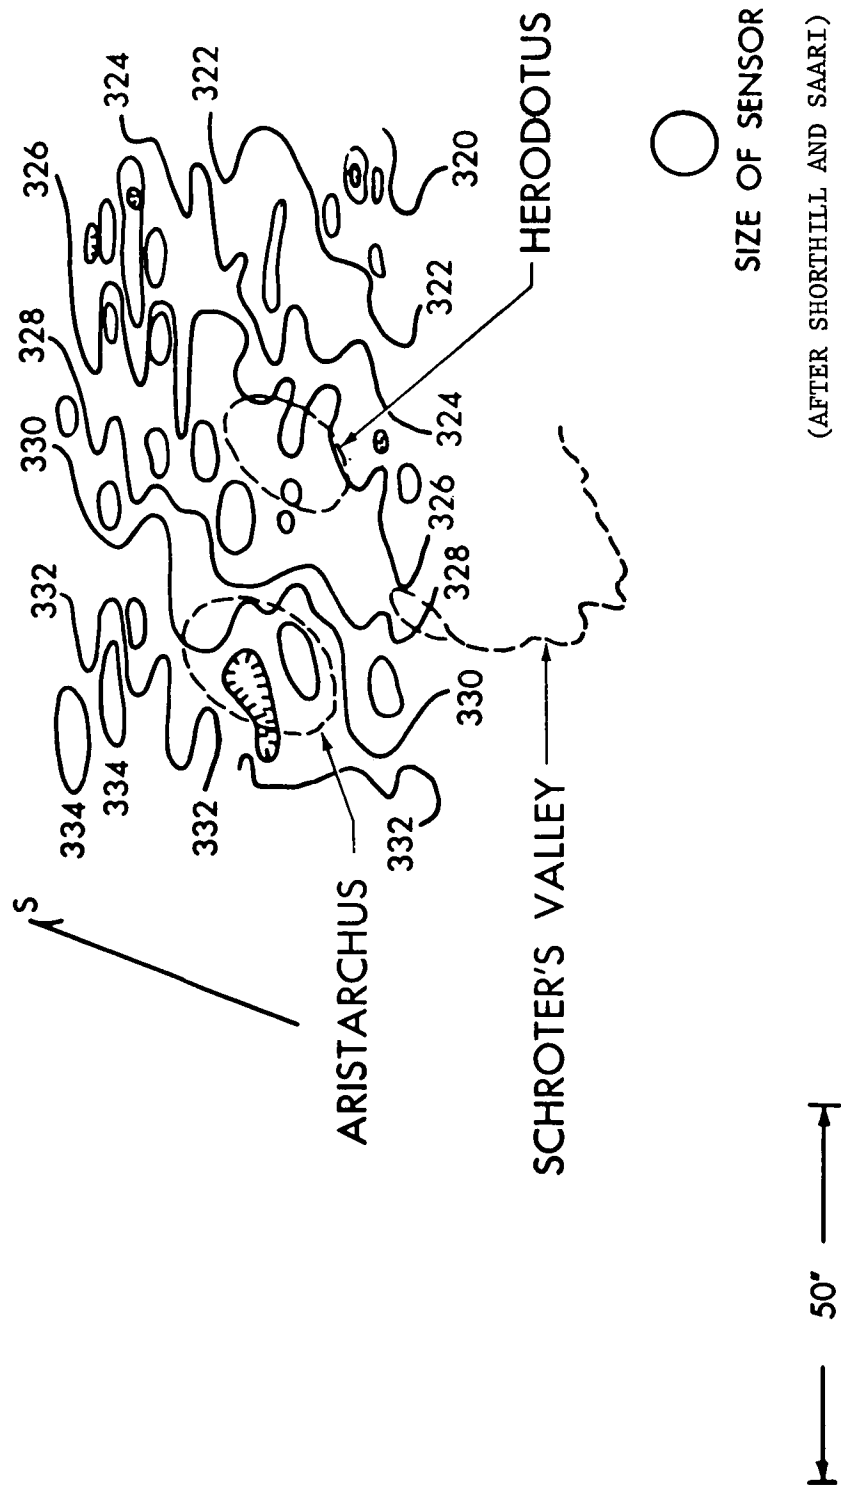 334
334
332
332
332
330
330
328
328
326
326
324
324
322
322
320
S
ARISTARCHUS
HERODOTUS
SCHROTER'S VALLEY
50"
SIZE OF SENSOR
(AFTER SHORTHILL AND SAARI)